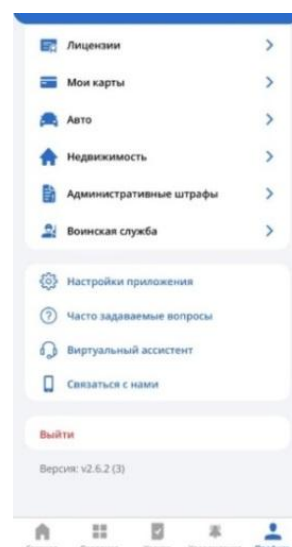 Лицензии
Мои карты
Авто
Недвижимость
Административные штрафы
Воинская служба
Настройки приложения
Часто задаваемые вопросы
Виртуальный ассистент
Связаться с нами
Выйти
Версия: v2.6.2 (3)